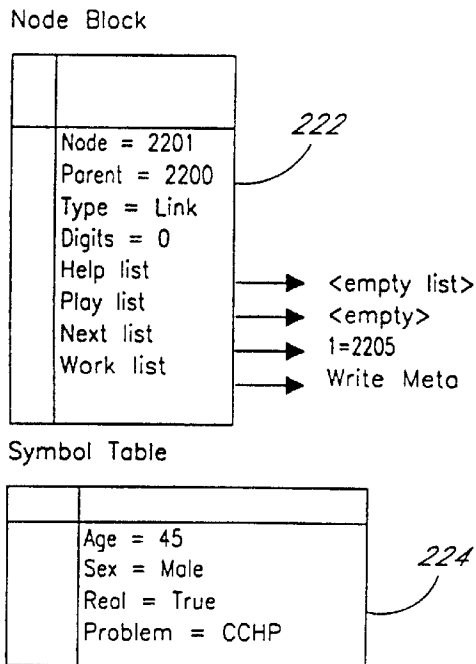 Node Block
222
Node = 2201
Parent = 2200
Type = Link
Digits = 0
Help list
<empty list>
Play list
<empty>
Next list
1=2205
Work list
Write Meta
Symbol Table
224
Age = 45
Sex = Male
Real = True
Problem = CCHP